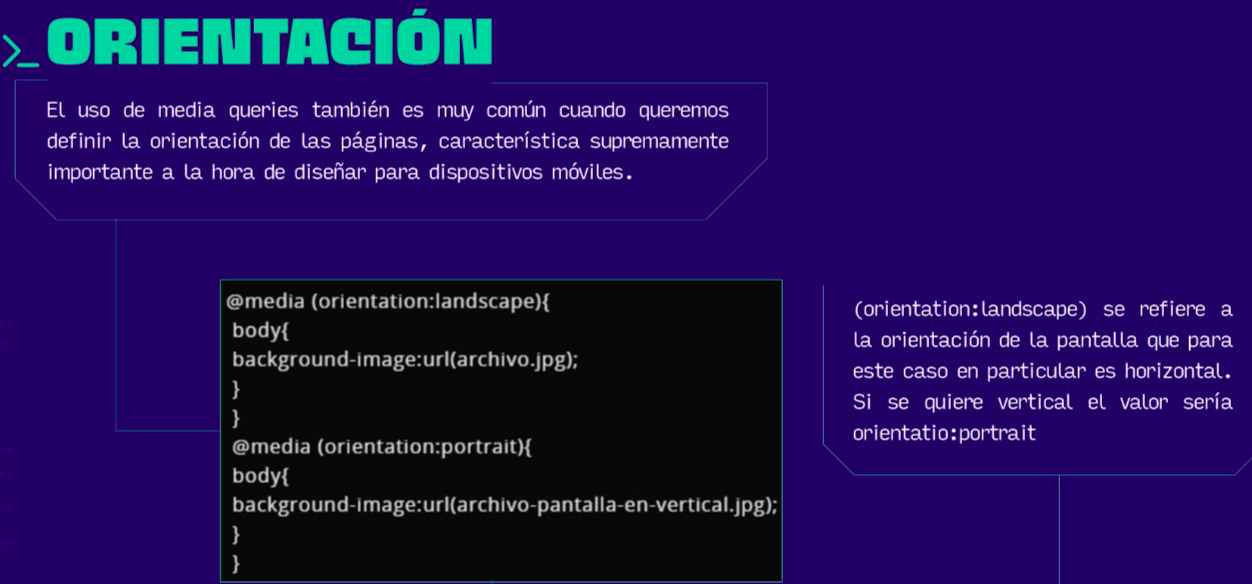 >_ORIENTACIÓN
El uso de media queries también es muy común cuando queremos
definir la orientación de las páginas, característica supremamente
importante a la hora de diseñar para dispositivos móviles.
@media (orientation:landscape){
body{
background-image:url(archivo.jpg);
}
}
@media (orientation:portrait){
body{
background-image:url(archivo-pantalla-en-vertical.jpg);
}
}
(orientation:landscape) se refiere a
la orientación de la pantalla que para
este caso en particular es horizontal.
Si se quiere vertical el valor sería
orientatio:portrait